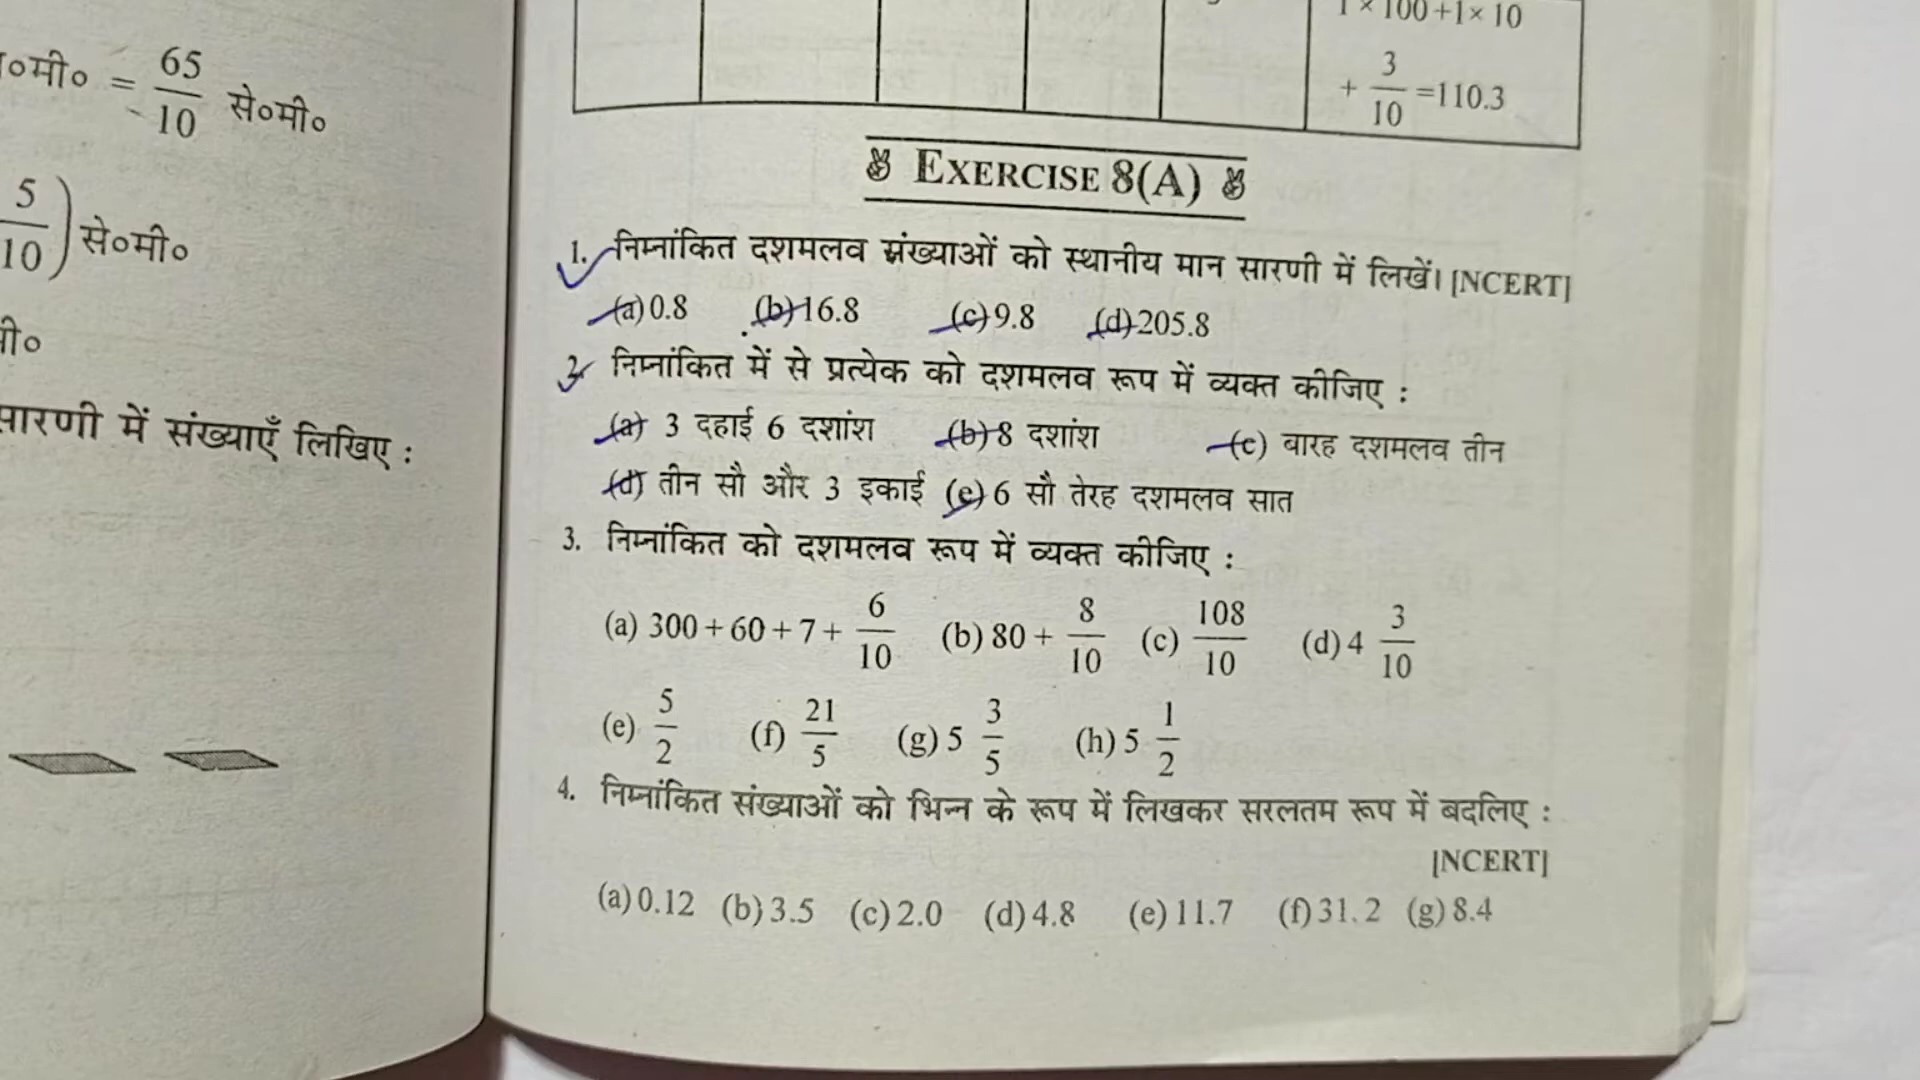 ०मी० = 65/10 से०मी०
5/10) से०मी०
मी०
सारणी में संख्याएँ लिखिए :
1 × 100 + 1 × 10
+ 3/10 = 110.3
EXERCISE 8(A)
1. निम्नांकित दशमलव संख्याओं को स्थानीय मान सारणी में लिखें। [NCERT]
(a) 0.8 (b) 16.8 (c) 9.8 (d) 205.8
2. निम्नांकित में से प्रत्येक को दशमलव रूप में व्यक्त कीजिए :
(a) 3 दहाई 6 दशांश (b) 8 दशांश (c) बारह दशमलव तीन
(d) तीन सौ और 3 इकाई (e) 6 सौ तेरह दशमलव सात
3. निम्नांकित को दशमलव रूप में व्यक्त कीजिए :
(a) 300 + 60 + 7 + 6/10 (b) 80 + 8/10 (c) 108/10 (d) 4 3/10
(e) 5/2 (f) 21/5 (g) 5 3/5 (h) 5 1/2
4. निम्नांकित संख्याओं को भिन्न के रूप में लिखकर सरलतम रूप में बदलिए :
[NCERT]
(a) 0.12 (b) 3.5 (c) 2.0 (d) 4.8 (e) 11.7 (f) 31.2 (g) 8.4